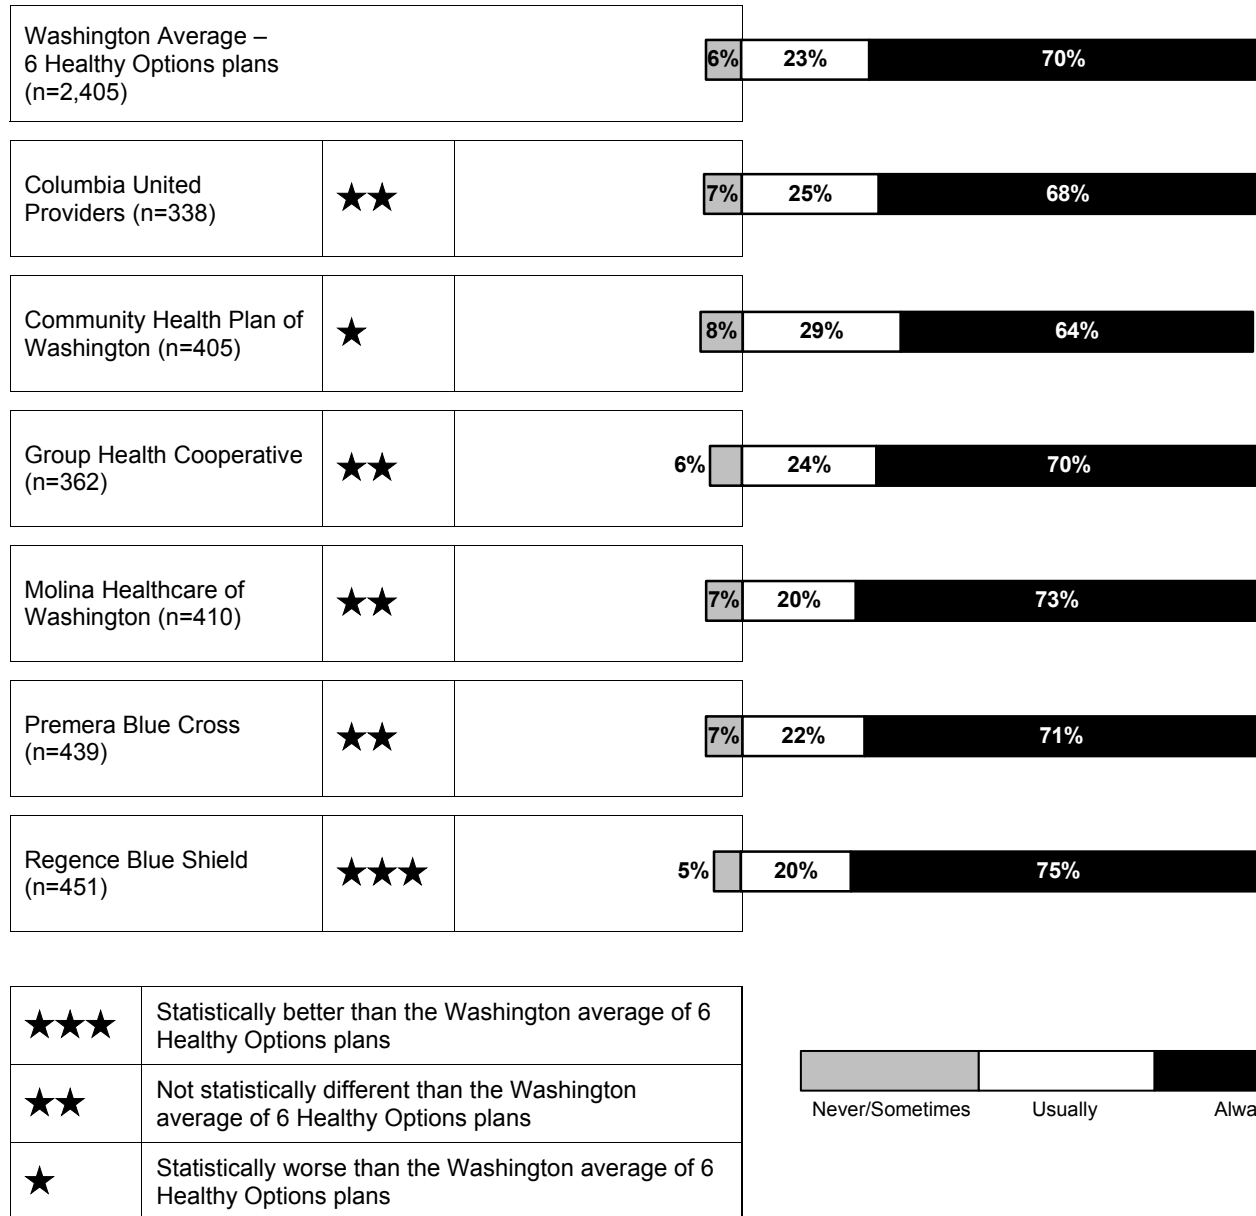 Washington Average –
6 Healthy Options plans
(n=2,405)
6% 23% 70%
Columbia United
Providers (n=338)
★★
7% 25% 68%
Community Health Plan of
Washington (n=405)
★
8% 29% 64%
Group Health Cooperative
(n=362)
★★
6% 24% 70%
Molina Healthcare of
Washington (n=410)
★★
7% 20% 73%
Premera Blue Cross
(n=439)
★★
7% 22% 71%
Regence Blue Shield
(n=451)
★★★
5% 20% 75%
★★★
Statistically better than the Washington average of 6
Healthy Options plans
★★
Not statistically different than the Washington
average of 6 Healthy Options plans
★
Statistically worse than the Washington average of 6
Healthy Options plans
Never/Sometimes Usually Alwa